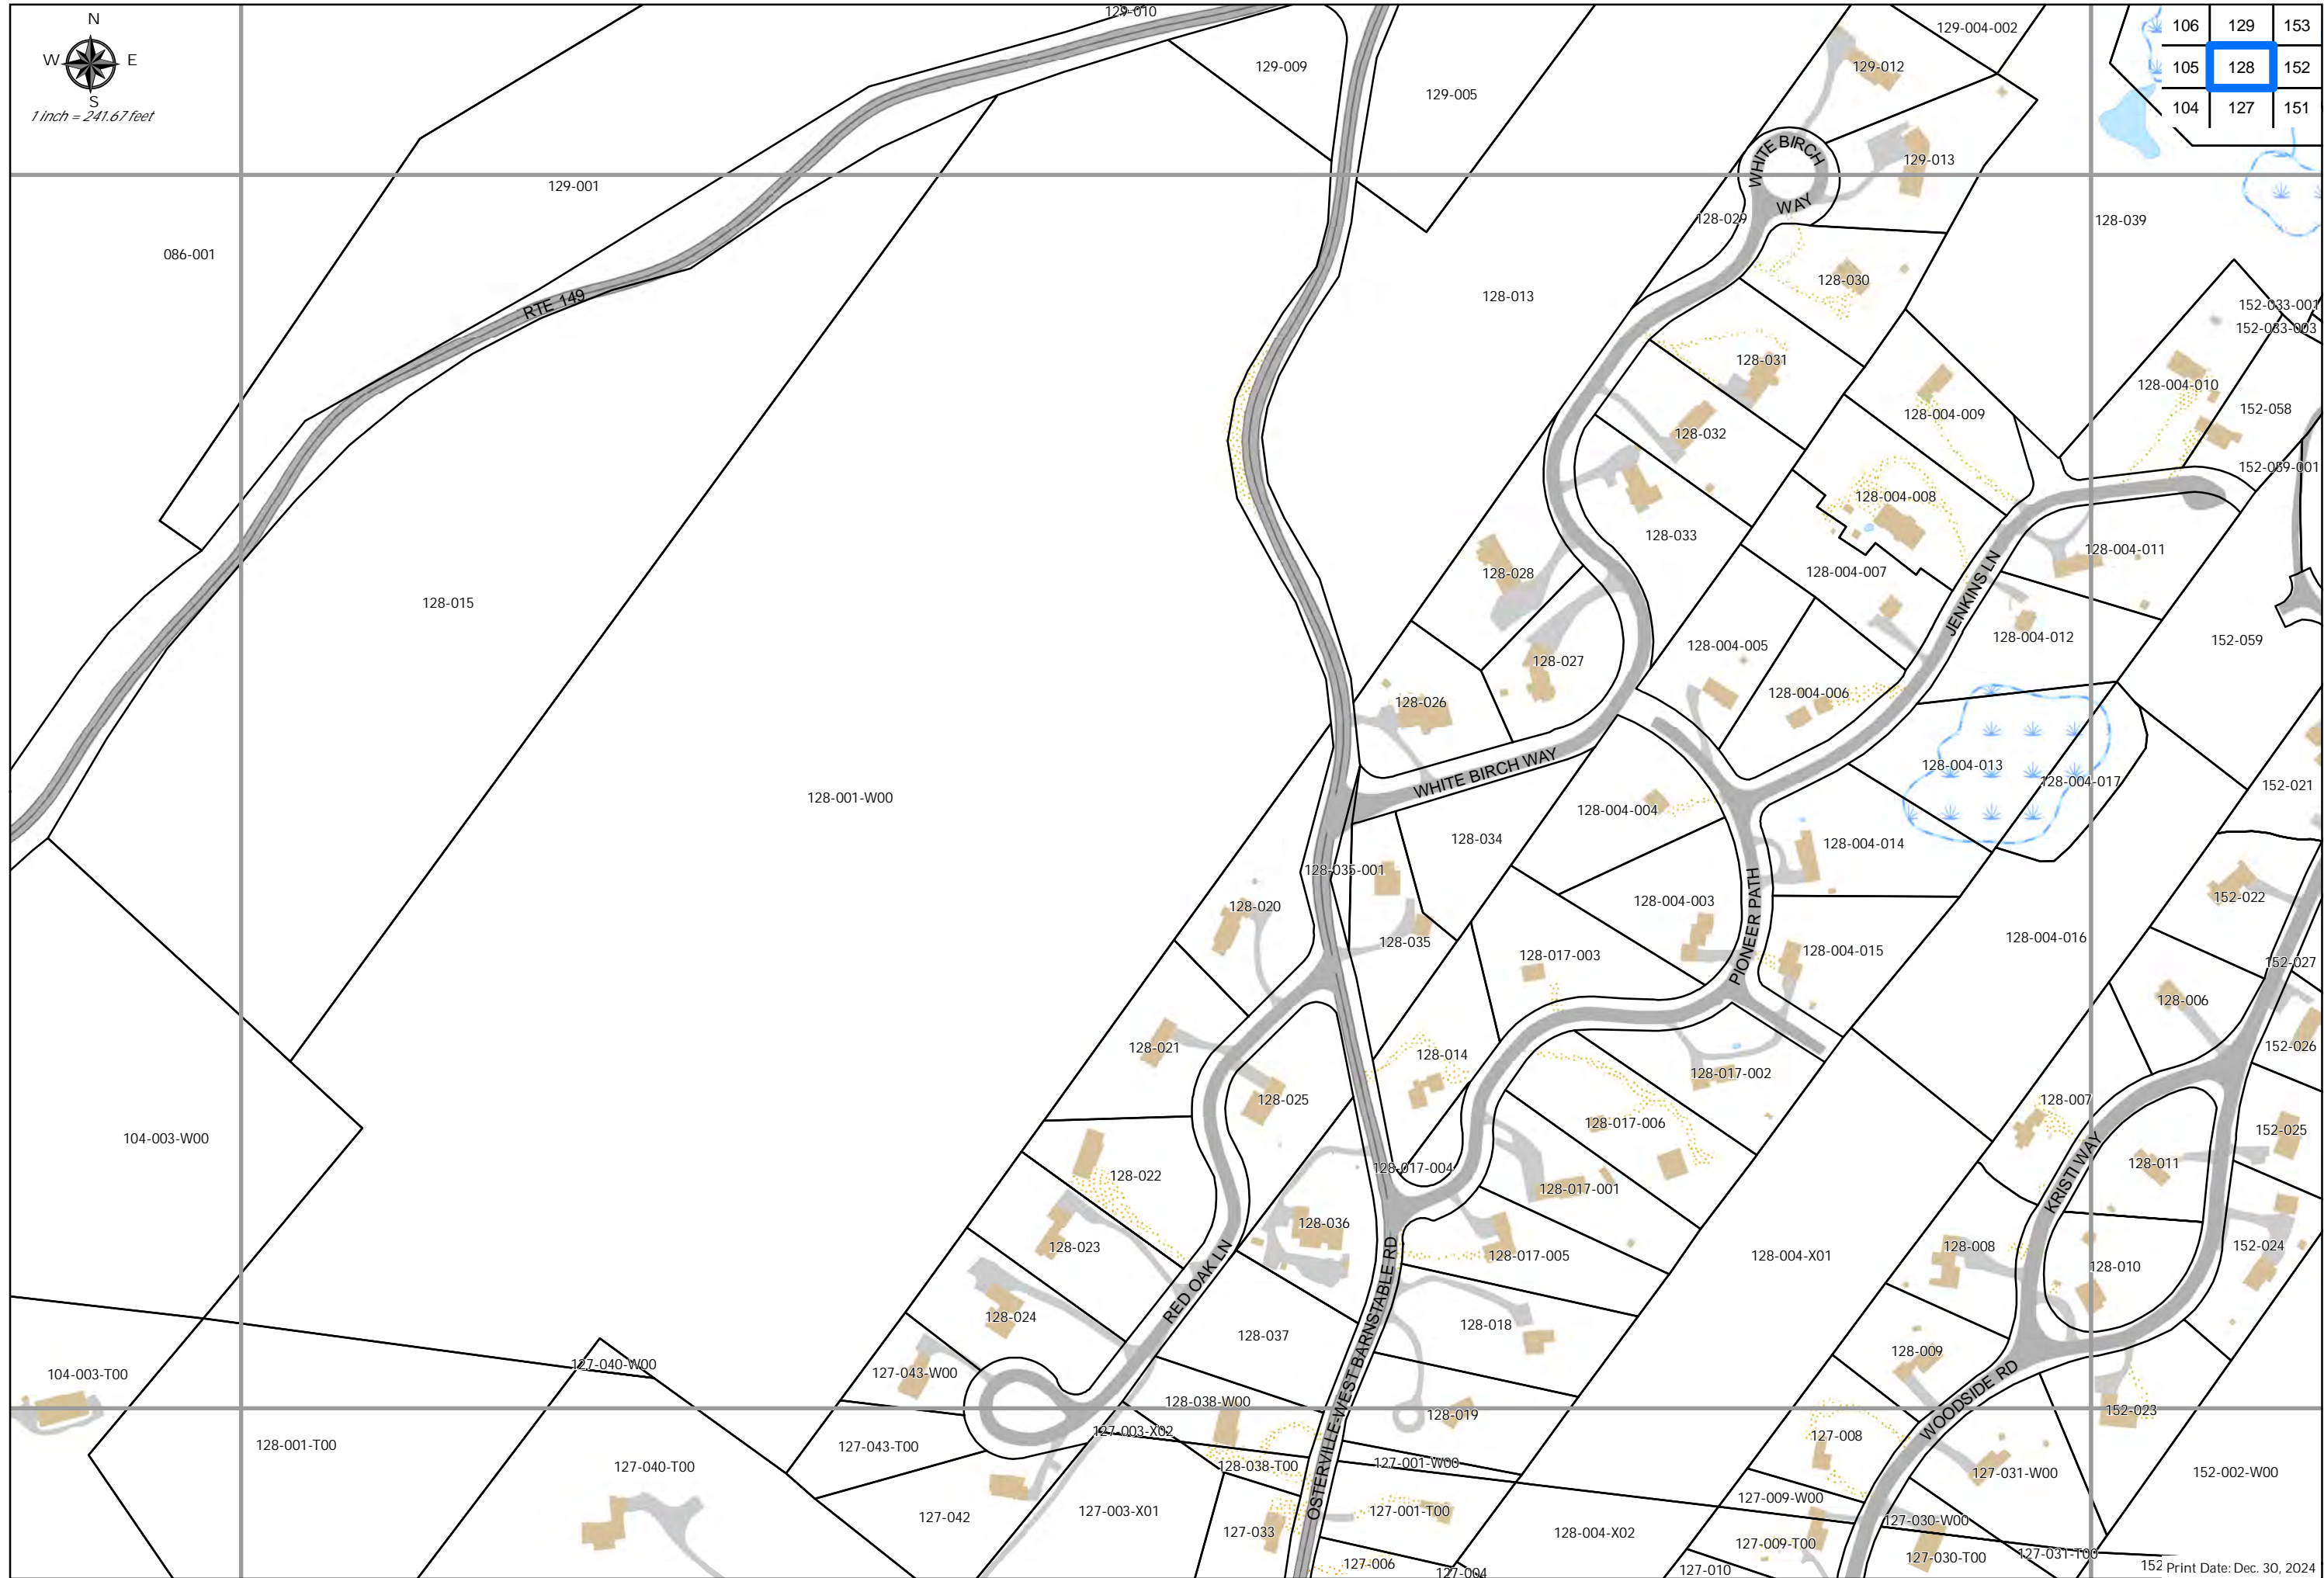 N
W E
S
1 inch = 241.67 feet
106 129 153
105 128 152
104 127 151
129-010
129-004-002
129-009
129-012
129-005
WHITE BIRCH
WAY
129-013
129-001
128-029
128-039
086-001
128-030
128-013
RTE 149
152-033-001
152-033-003
128-031
128-004-010
152-058
128-004-009
128-032
152-059-001
128-004-008
128-033
128-004-011
128-028
128-004-007
JENKINS LN
128-015
128-004-012
152-059
128-004-005
128-027
128-004-006
128-026
WHITE BIRCH WAY
128-004-013
128-004-017
152-021
128-001-W00
128-004-004
128-034
128-004-014
128-035-001
152-022
128-004-003
PIONEER PATH
128-020
128-035
128-017-003
128-004-015
128-004-016
152-027
128-006
152-026
128-021
128-014
128-017-002
128-025
128-007
128-017-006
152-025
104-003-W00
128-011
KRISTI WAY
128-022
128-017-004
128-017-001
128-036
128-023
128-017-005
128-004-X01
128-008
152-024
128-010
RED OAK LN
OSTERVILLE-WEST BARNSTABLE RD
128-024
128-037
128-018
128-009
WOODSIDE RD
104-003-T00
127-040-W00
127-043-W00
128-038-W00
128-019
152-023
127-003-X02
127-008
128-001-T00
127-043-T00
127-040-T00
128-038-T00
127-001-W00
127-031-W00
152-002-W00
127-009-W00
127-042
127-003-X01
127-001-T00
127-033
128-004-X02
127-030-W00
127-009-T00
127-030-T00
127-031-T00
127-006
127-004
127-010
152
Print Date: Dec. 30, 2024